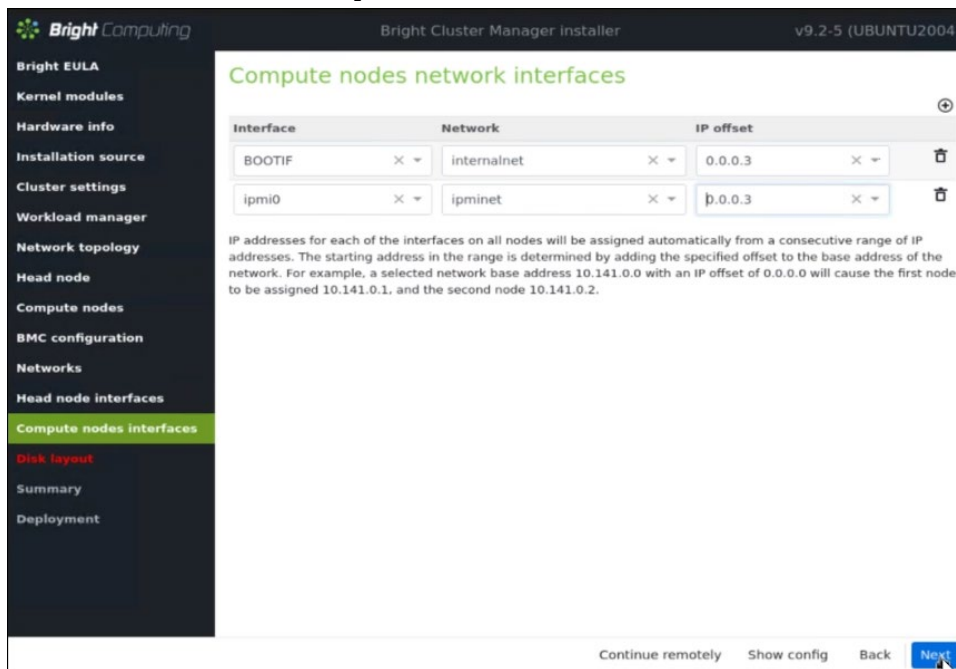 Bright Computing
Bright Cluster Manager installer
v9.2-5 (UBUNTU2004
Bright EULA
Kernel modules
Hardware info
Installation source
Cluster settings
Workload manager
Network topology
Head node
Compute nodes
BMC configuration
Networks
Head node interfaces
Compute nodes interfaces
Disk layout
Summary
Deployment
Compute nodes network interfaces
Interface Network IP offset
BOOTIF internalnet 0.0.0.3
ipmi0 ipminet 0.0.0.3
IP addresses for each of the interfaces on all nodes will be assigned automatically from a consecutive range of IP
addresses. The starting address in the range is determined by adding the specified offset to the base address of the
network. For example, a selected network base address 10.141.0.0 with an IP offset of 0.0.0.0 will cause the first node
to be assigned 10.141.0.1, and the second node 10.141.0.2.
Continue remotely Show config Back Next